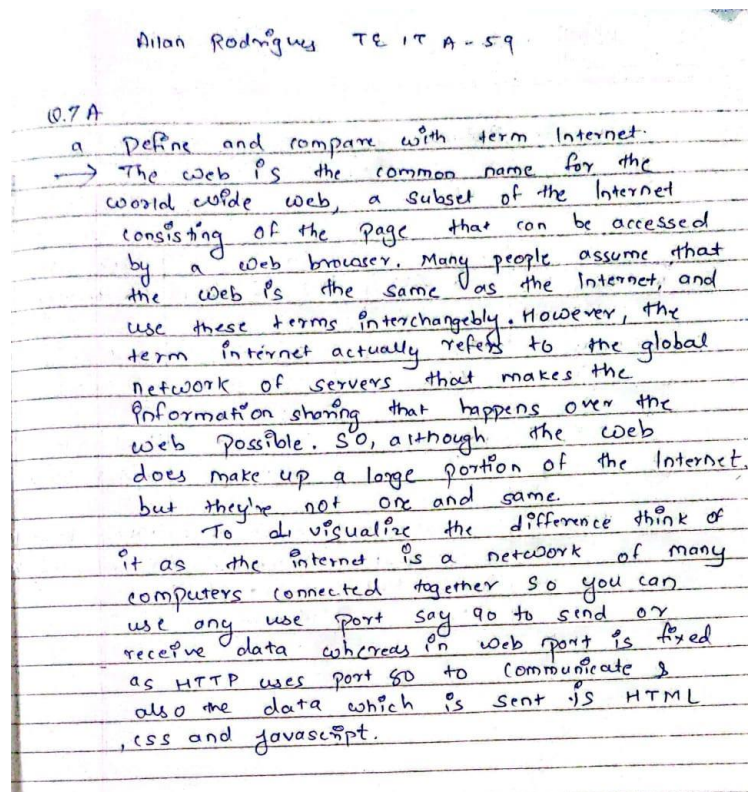 Allan Rodrigues TE IT A - 59
Q.7 A
a Define and compare with term Internet.
→ The web is the common name for the
world wide web, a subset of the Internet
consisting of the page that can be accessed
by a web browser. Many people assume that
the web is the same as the internet, and
use these terms interchangebly. However, the
term internet actually refers to the global
network of servers that makes the
information sharing that happens over the
web possible. So, although the web
does make up a large portion of the Internet,
but they're not one and same.
To visualize the difference think of
it as the internet is a network of many
computers connected together so you can
use any use port say 90 to send or
receive data whereas in web port is fixed
as HTTP uses port 80 to communicate &
also the data which is sent is HTML
, css and javascript.